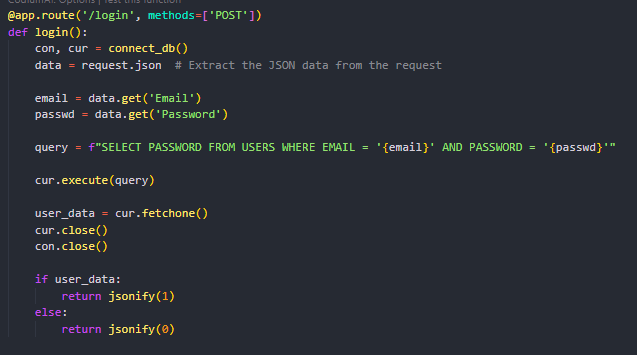 CodiumAI: Options | Test this function
@app.route('/login', methods=['POST'])
def login():
    con, cur = connect_db()
    data = request.json  # Extract the JSON data from the request

    email = data.get('Email')
    passwd = data.get('Password')

    query = f"SELECT PASSWORD FROM USERS WHERE EMAIL = '{email}' AND PASSWORD = '{passwd}'"

    cur.execute(query)

    user_data = cur.fetchone()
    cur.close()
    con.close()

    if user_data:
        return jsonify(1)
    else:
        return jsonify(0)